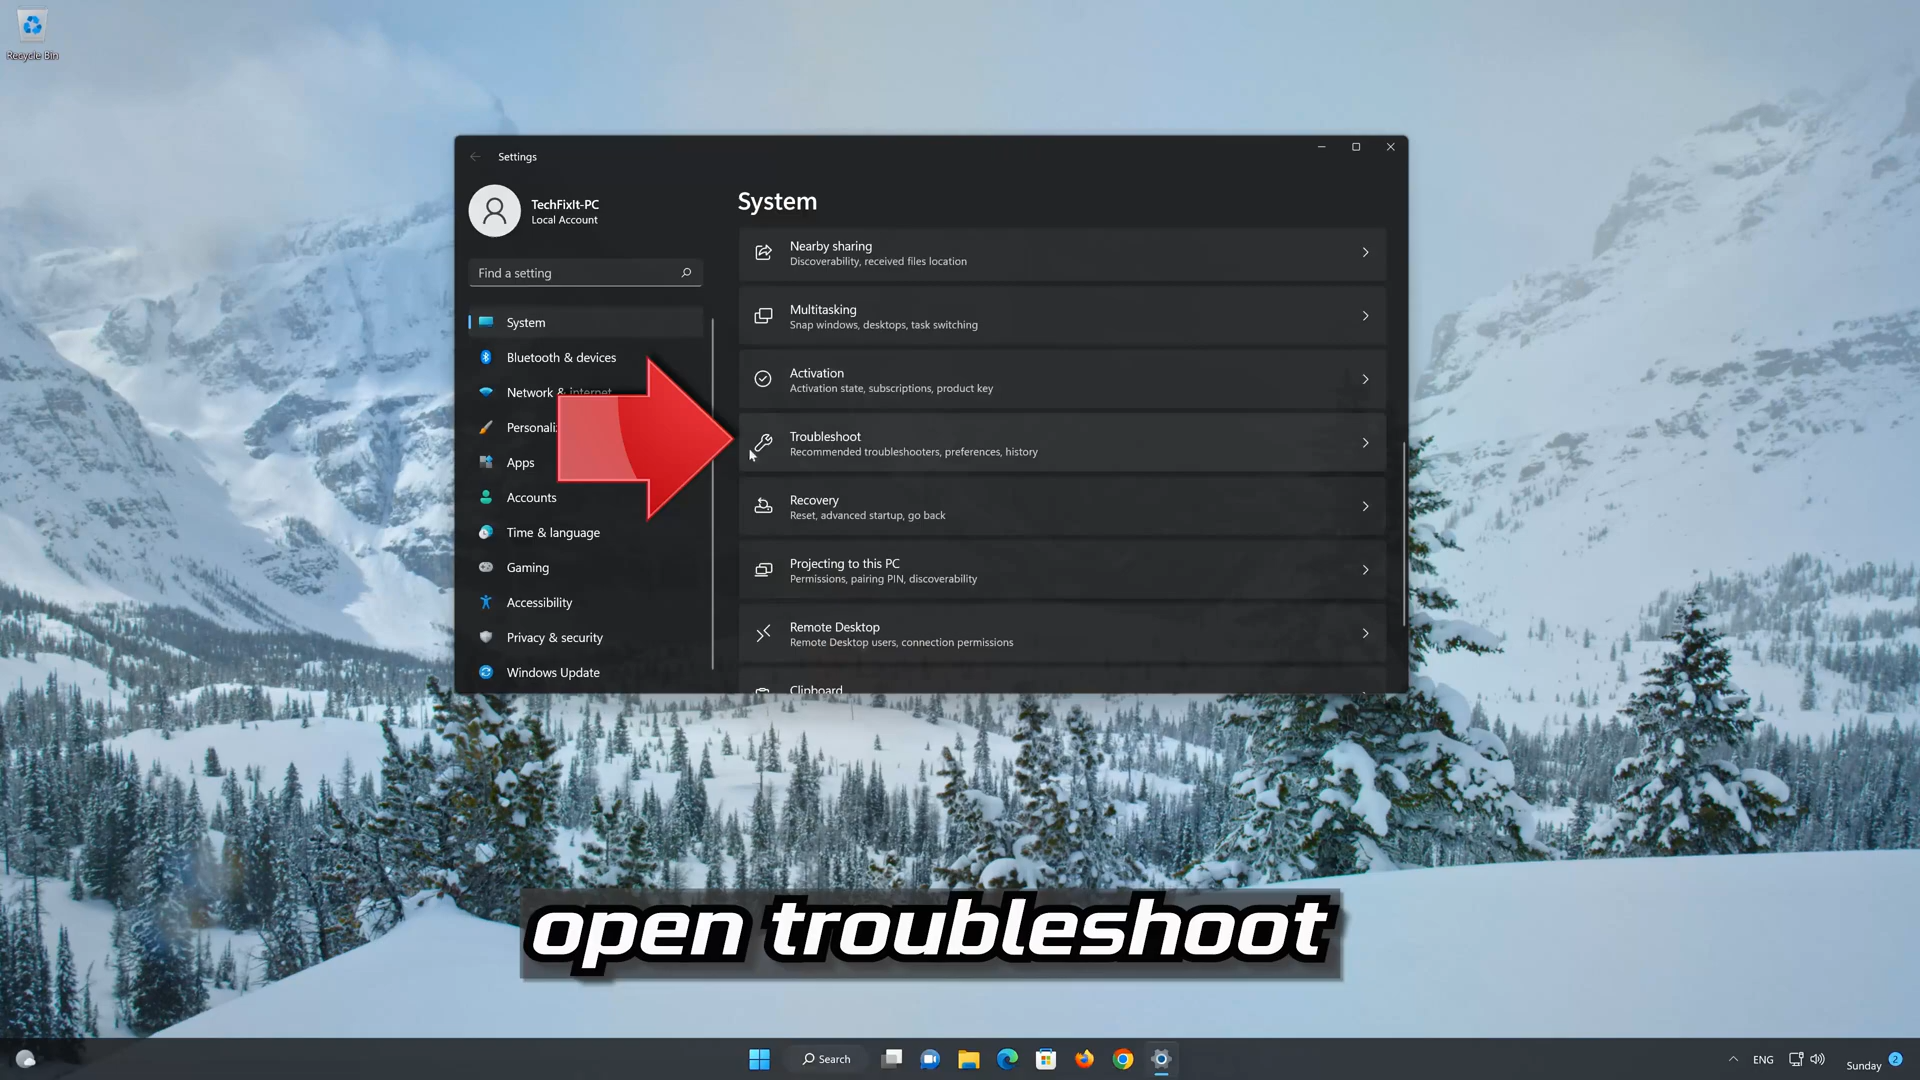 Recycle Bin
Settings
TechFixIt-PC
Local Account
Find a setting
System
Bluetooth & devices
Network & internet
Personali
Apps
Accounts
Time & language
Gaming
Accessibility
Privacy & security
Windows Update
System
Nearby sharing
Discoverability, received files location
Multitasking
Snap windows, desktops, task switching
Activation
Activation state, subscriptions, product key
Troubleshoot
Recommended troubleshooters, preferences, history
Recovery
Reset, advanced startup, go back
Projecting to this PC
Permissions, pairing PIN, discoverability
Remote Desktop
Remote Desktop users, connection permissions
Clipboard
open troubleshoot
Search
ENG
Sunday
2